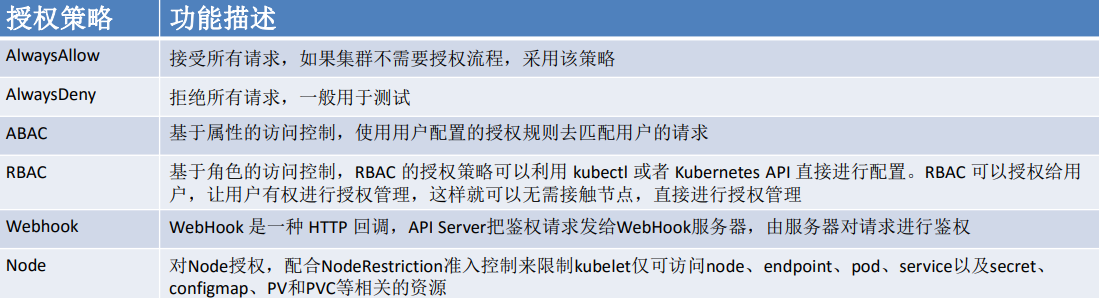 授权策略 功能描述
AlwaysAllow 接受所有请求，如果集群不需要授权流程，采用该策略
AlwaysDeny 拒绝所有请求，一般用于测试
ABAC 基于属性的访问控制，使用用户配置的授权规则去匹配用户的请求
RBAC 基于角色的访问控制，RBAC 的授权策略可以利用 kubectl 或者 Kubernetes API 直接进行配置。RBAC 可以授权给用
户，让用户有权进行授权管理，这样就可以无需接触节点，直接进行授权管理
Webhook WebHook 是一种 HTTP 回调，API Server把鉴权请求发给WebHook服务器，由服务器对请求进行鉴权
Node 对Node授权，配合NodeRestriction准入控制来限制kubelet仅可访问node、endpoint、pod、service以及secret、
configmap、PV和PVC等相关的资源